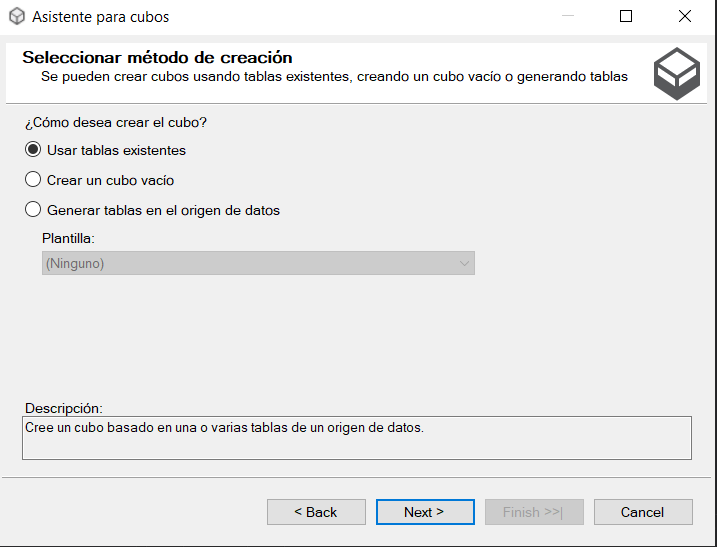 Asistente para cubos
Seleccionar método de creación
Se pueden crear cubos usando tablas existentes, creando un cubo vacío o generando tablas
¿Cómo desea crear el cubo?
Usar tablas existentes
Crear un cubo vacío
Generar tablas en el origen de datos
Plantilla:
(Ninguno)
Descripción:
Cree un cubo basado en una o varias tablas de un origen de datos.
< Back
Next >
Finish >>|
Cancel